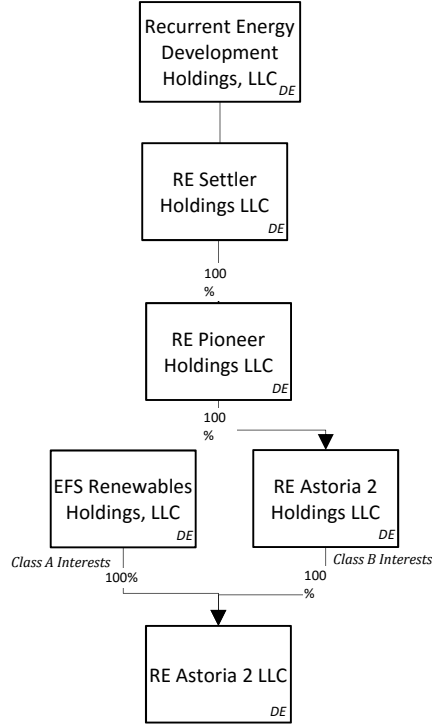 Recurrent Energy
Development
Holdings, LLC
DE
RE Settler
Holdings LLC
DE
100
%
RE Pioneer
Holdings LLC
DE
100
%
EFS Renewables
Holdings, LLC
DE
RE Astoria 2
Holdings LLC
DE
Class A Interests
100%
Class B Interests
100
%
RE Astoria 2 LLC
DE